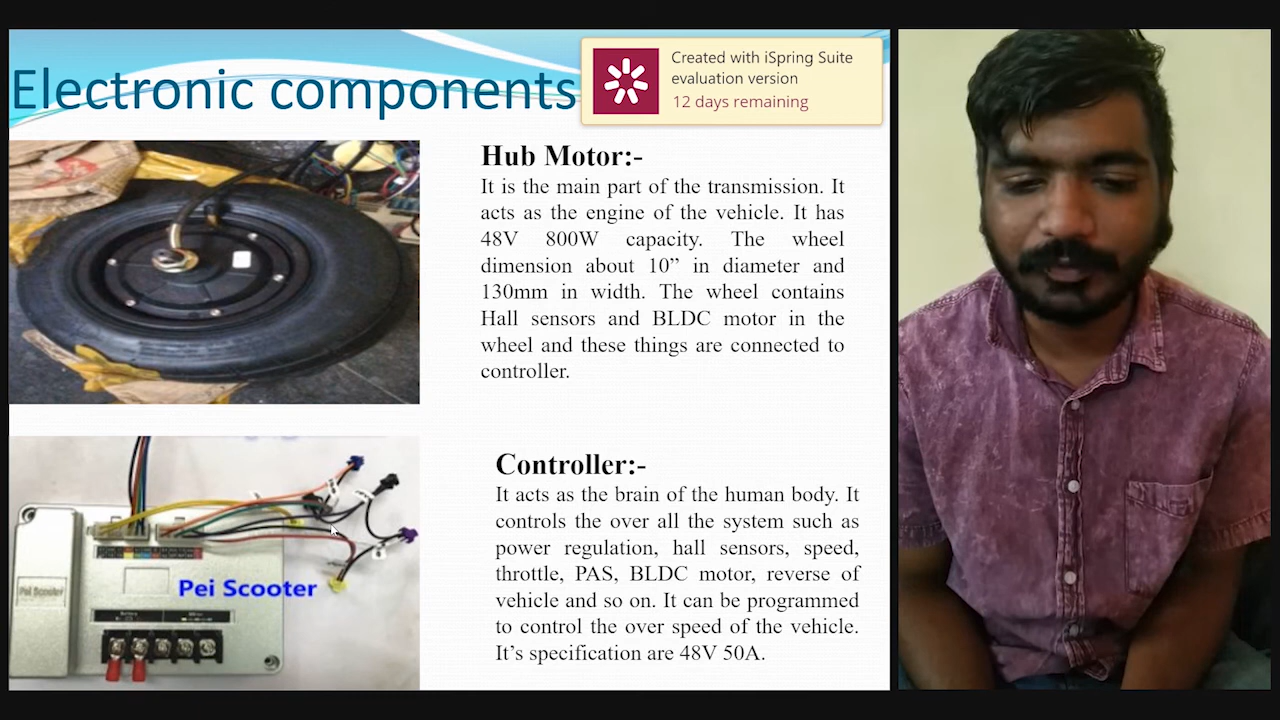 Electronic components
Created with iSpring Suite
evaluation version
12 days remaining
Hub Motor:-
It is the main part of the transmission. It
acts as the engine of the vehicle. It has
48V 800W capacity. The wheel
dimension about 10” in diameter and
130mm in width. The wheel contains
Hall sensors and BLDC motor in the
wheel and these things are connected to
controller.
Controller:-
It acts as the brain of the human body. It
controls the over all the system such as
power regulation, hall sensors, speed,
throttle, PAS, BLDC motor, reverse of
vehicle and so on. It can be programmed
to control the over speed of the vehicle.
It’s specification are 48V 50A.
Pei Scooter
Pei Scooter